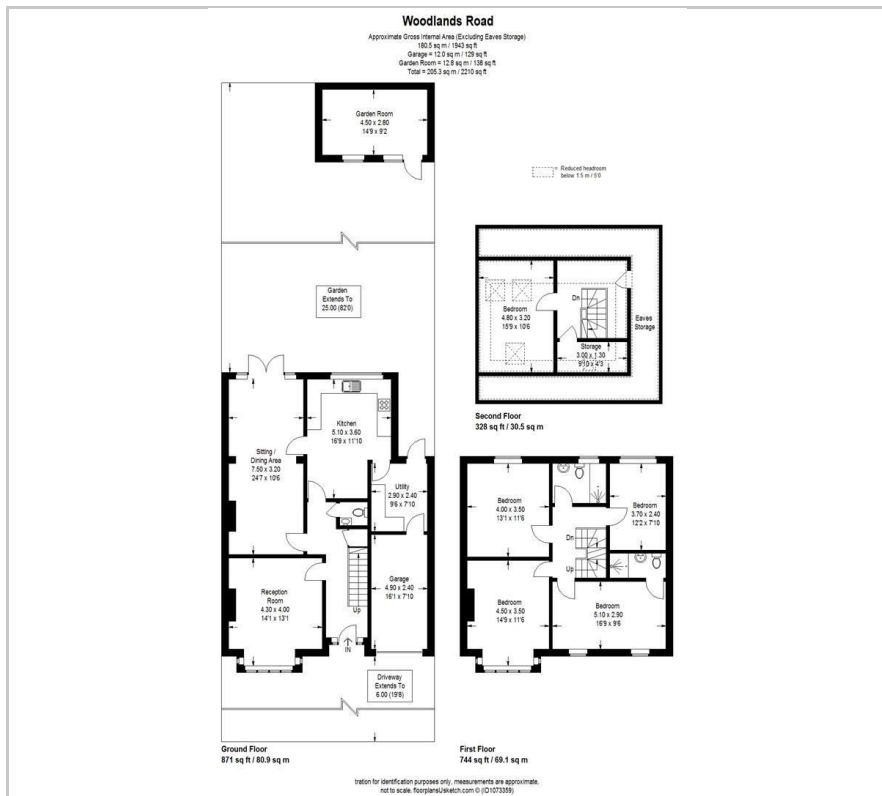 Woodlands Road
Approximate Gross Internal Area (Excluding Eaves Storage)
180.5 sq m / 1943 sq ft
Garage = 12.0 sq m / 129 sq ft
Garden Room = 12.8 sq m / 138 sq ft
Total = 205.3 sq m / 2210 sq ft
Garden Room
4.50 x 2.80
14'9 x 9'2
= Reduced headroom
below 1.5 m / 5'0
Garden
Extends To
25.00 (82'0)
Bedroom
4.80 x 3.20
15'9 x 10'6
Dn
Storage
3.00 x 1.30
9'10 x 4'3
Eaves
Storage
Second Floor
328 sq ft / 30.5 sq m
Sitting /
Dining Area
7.50 x 3.20
24'7 x 10'6
Kitchen
5.10 x 3.60
16'9 x 11'10
Utility
2.90 x 2.40
9'6 x 7'10
Garage
4.90 x 2.40
16'1 x 7'10
Reception
Room
4.30 x 4.00
14'1 x 13'1
Up
IN
Driveway
Extends To
6.00 (19'8)
Ground Floor
871 sq ft / 80.9 sq m
Bedroom
4.00 x 3.50
13'1 x 11'6
Bedroom
3.70 x 2.40
12'2 x 7'10
Dn
Up
Bedroom
4.50 x 3.50
14'9 x 11'6
Bedroom
5.10 x 2.90
16'9 x 9'6
First Floor
744 sq ft / 69.1 sq m
tration for identification purposes only, measurements are approximate,
not to scale. floorplansUsketch.com © (ID1073359)